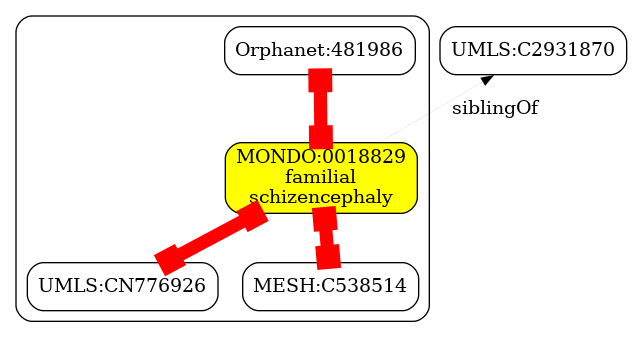 Orphanet:481986
UMLS:C2931870
siblingOf
MONDO:0018829
familial
schizencephaly
UMLS:CN776926
MESH:C538514